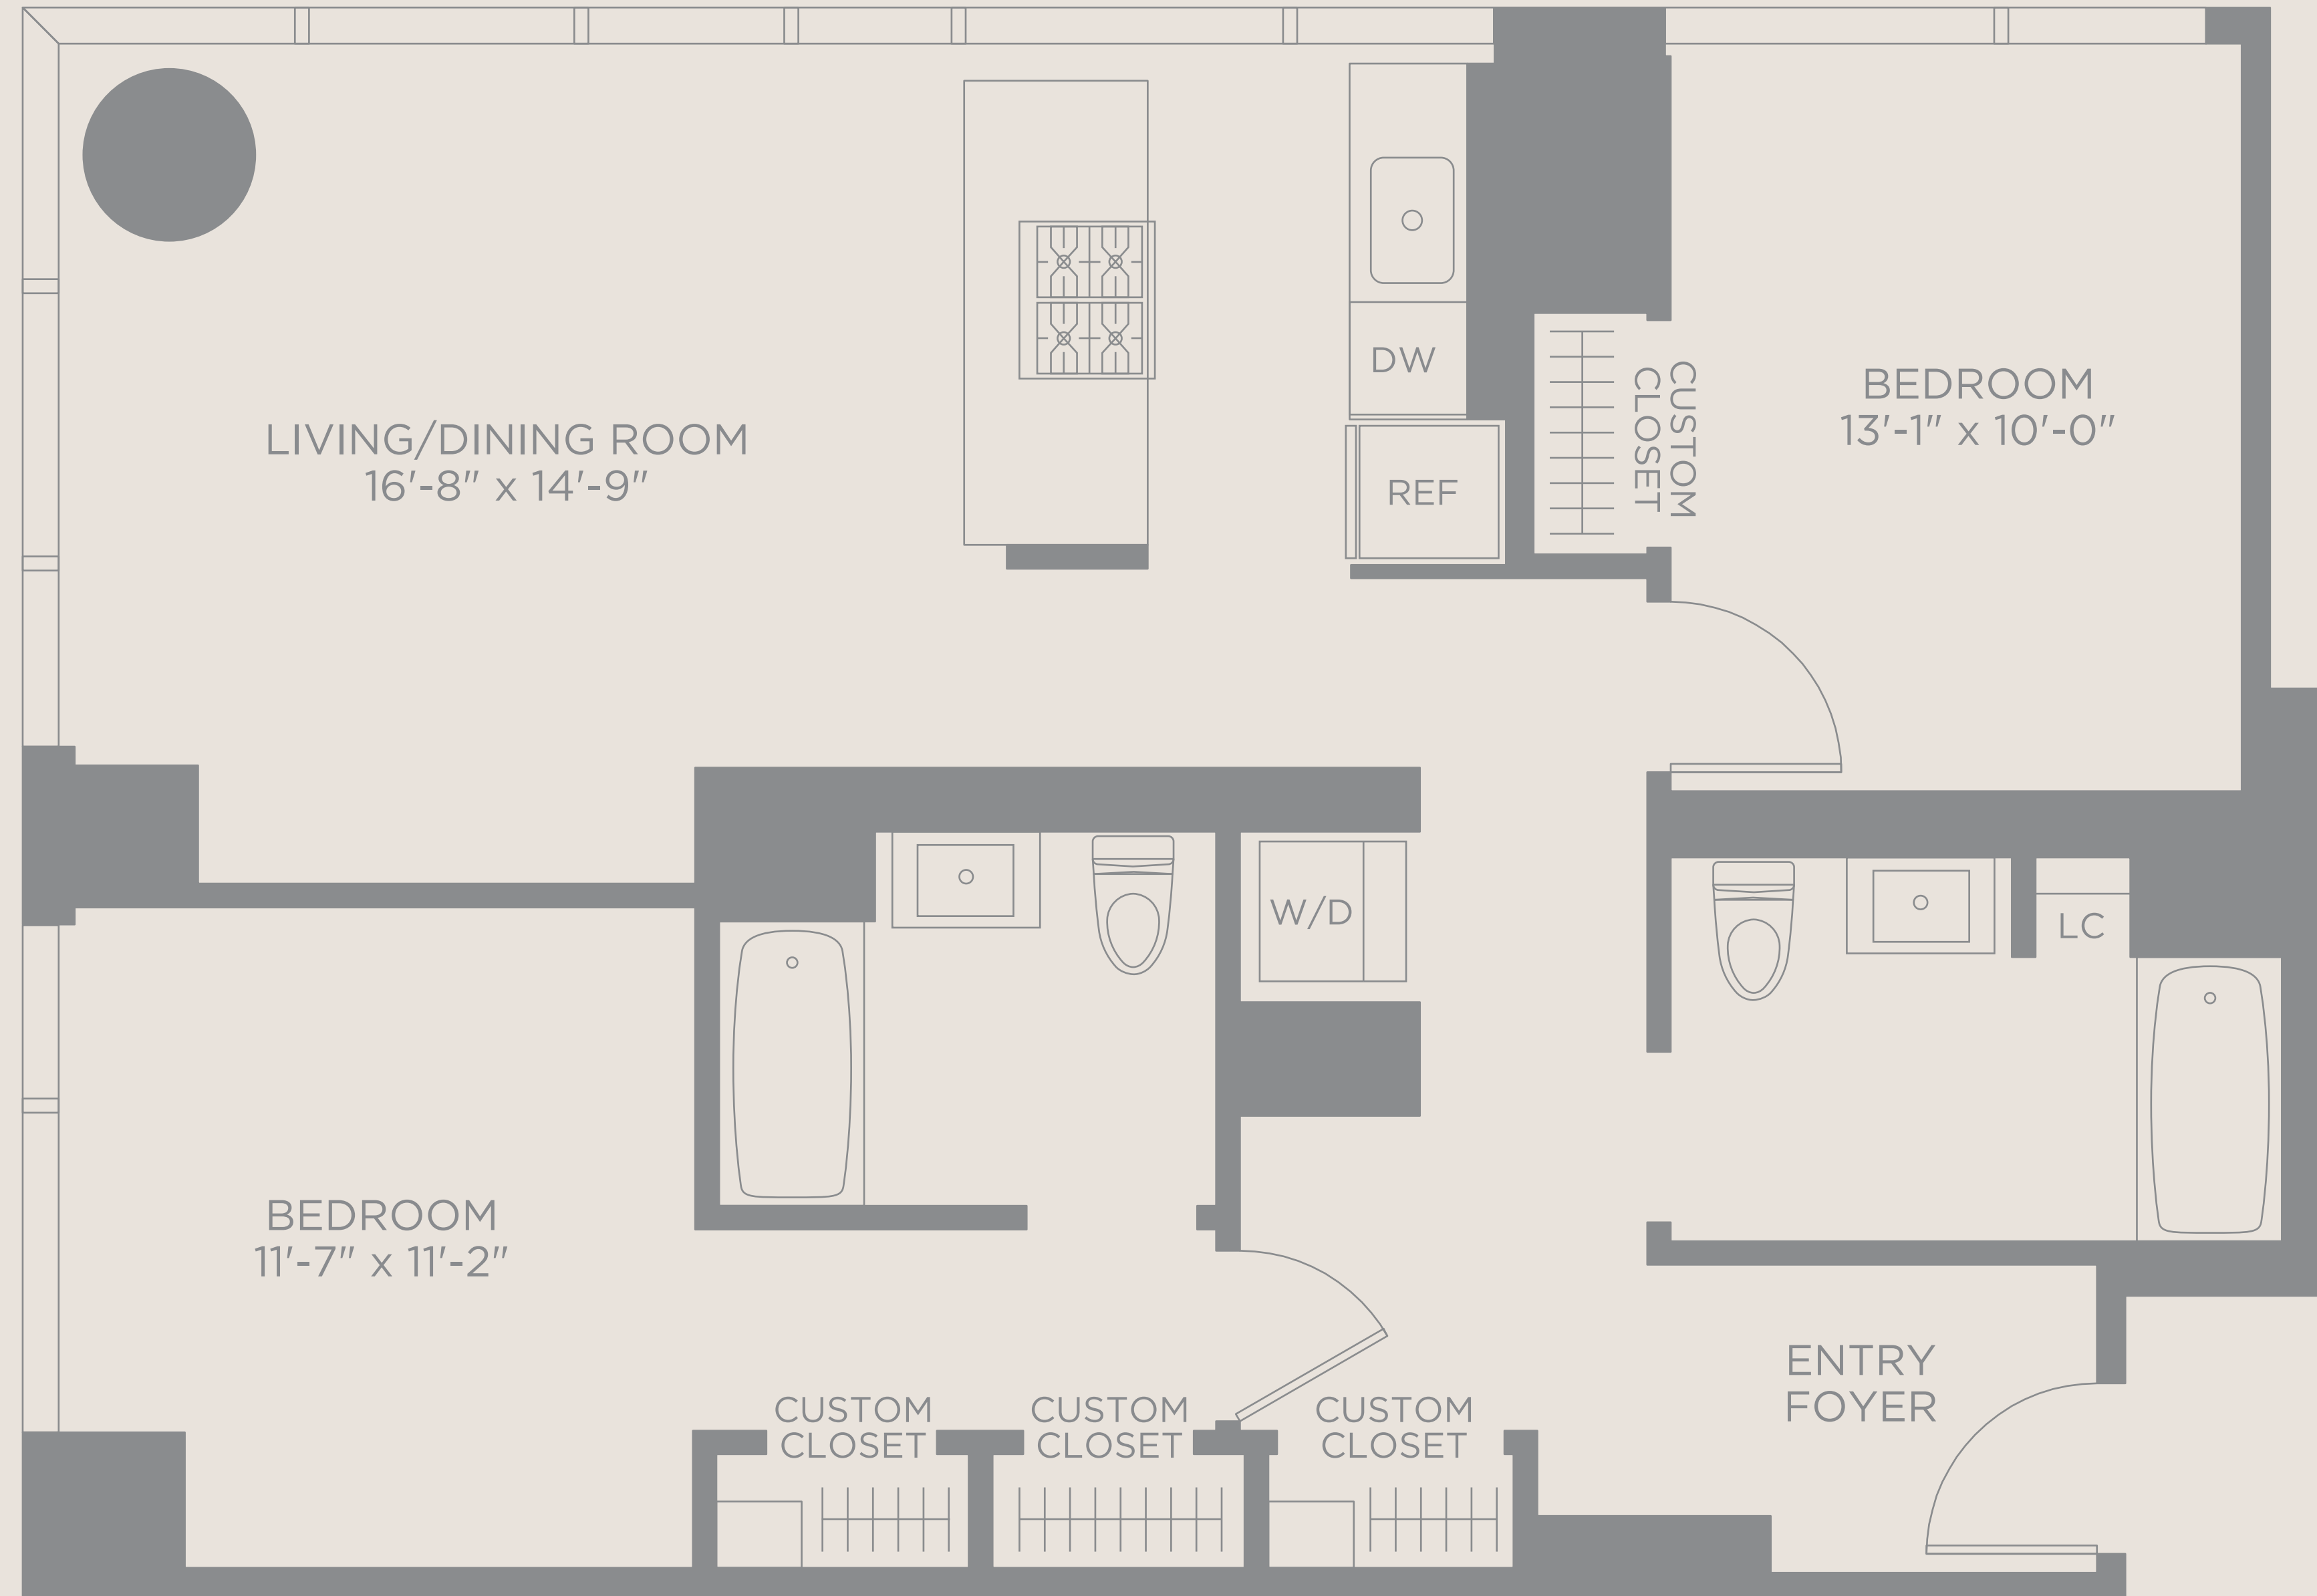 LIVING/DINING ROOM
16'-8" x 14'-9"
DW
REF
CUSTOM
CLOSET
BEDROOM
13'-1" x 10'-0"
W/D
LC
BEDROOM
11'-7" x 11'-2"
CUSTOM
CLOSET
CUSTOM
CLOSET
CUSTOM
CLOSET
ENTRY
FOYER